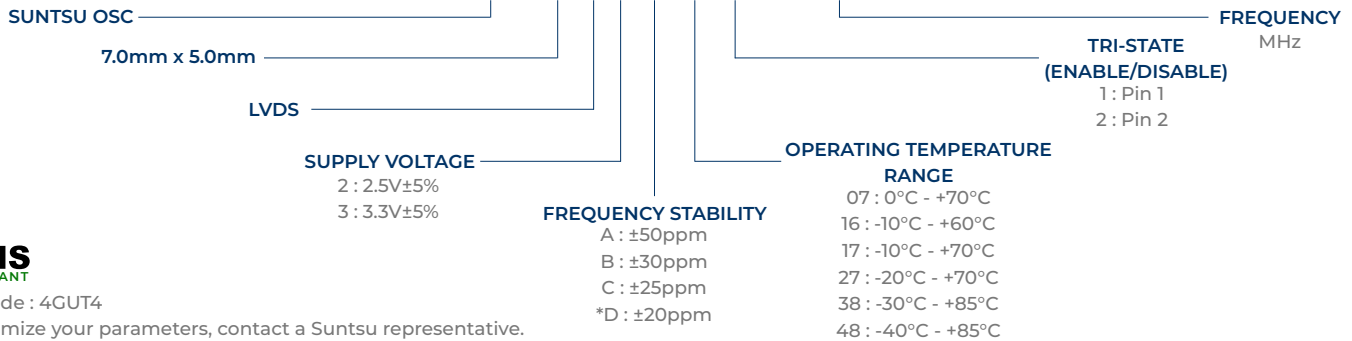 SUNTSU OSC
FREQUENCY
MHz
7.0mm x 5.0mm
TRI-STATE
(ENABLE/DISABLE)
1 : Pin 1
2 : Pin 2
LVDS
SUPPLY VOLTAGE
2 : 2.5V±5%
3 : 3.3V±5%
FREQUENCY STABILITY
A : ±50ppm
B : ±30ppm
C : ±25ppm
*D : ±20ppm
OPERATING TEMPERATURE
RANGE
07 : 0°C - +70°C
16 : -10°C - +60°C
17 : -10°C - +70°C
27 : -20°C - +70°C
38 : -30°C - +85°C
48 : -40°C - +85°C
: 4GUT4
your parameters, contact a Suntsu representative.